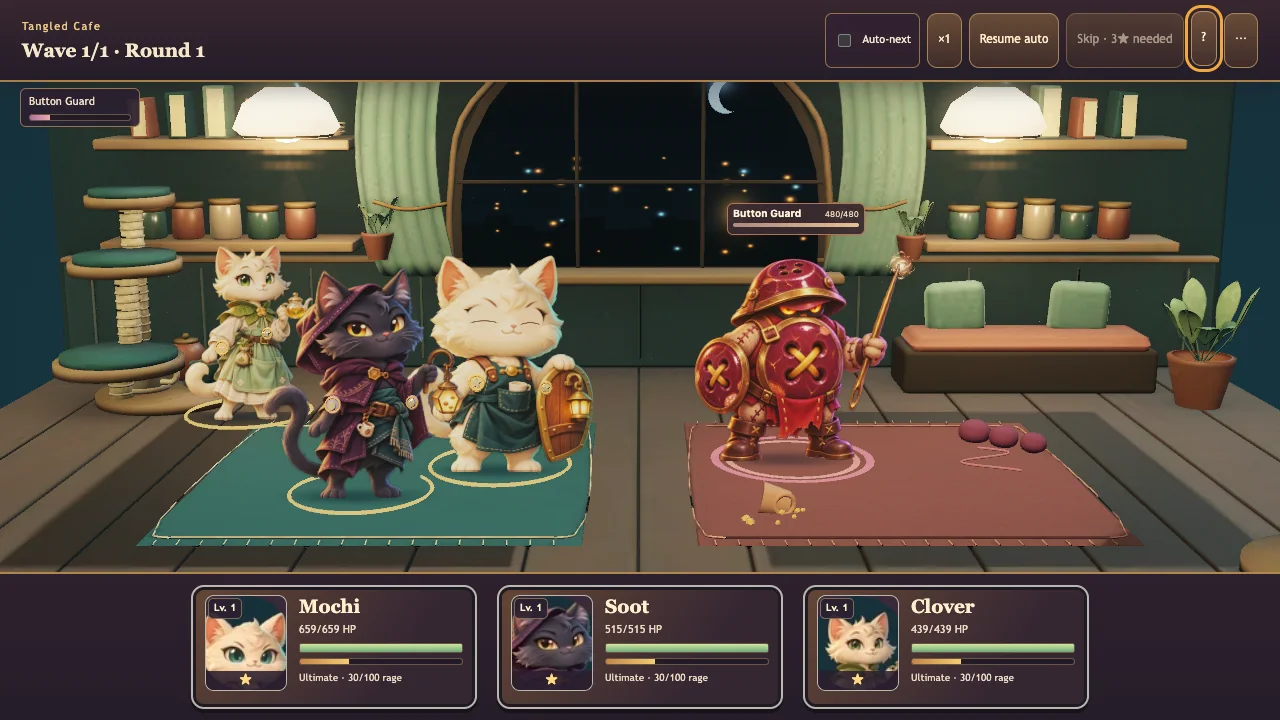 Tangled Cafe
Wave 1/1 · Round 1
Auto-next
×1
Resume auto
Skip · 3★ needed
?
...
Button Guard
Button Guard 480/480
Lv. 1
Mochi
659/659 HP
Ultimate · 30/100 rage
Lv. 1
Soot
515/515 HP
Ultimate · 30/100 rage
Lv. 1
Clover
439/439 HP
Ultimate · 30/100 rage